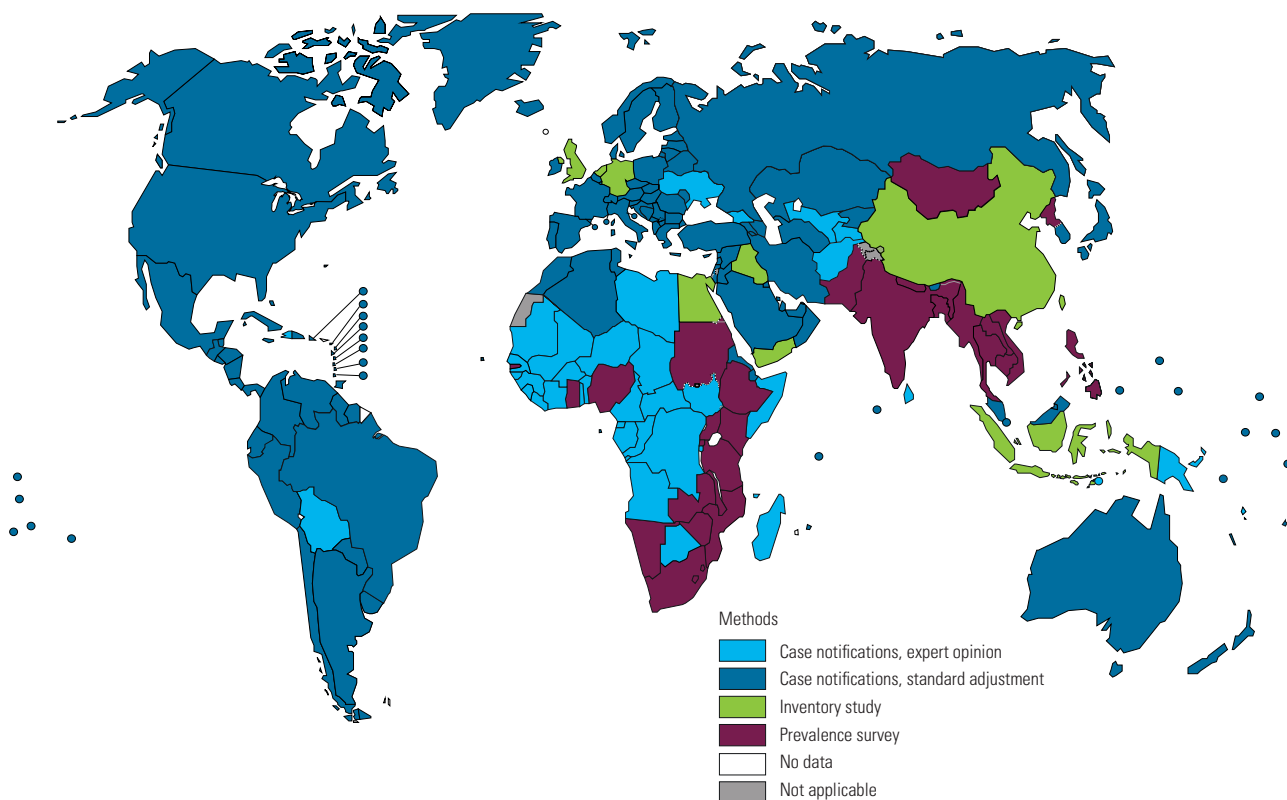 Methods
Case notifications, expert opinion
Case notifications, standard adjustment
Inventory study
Prevalence survey
No data
Not applicable